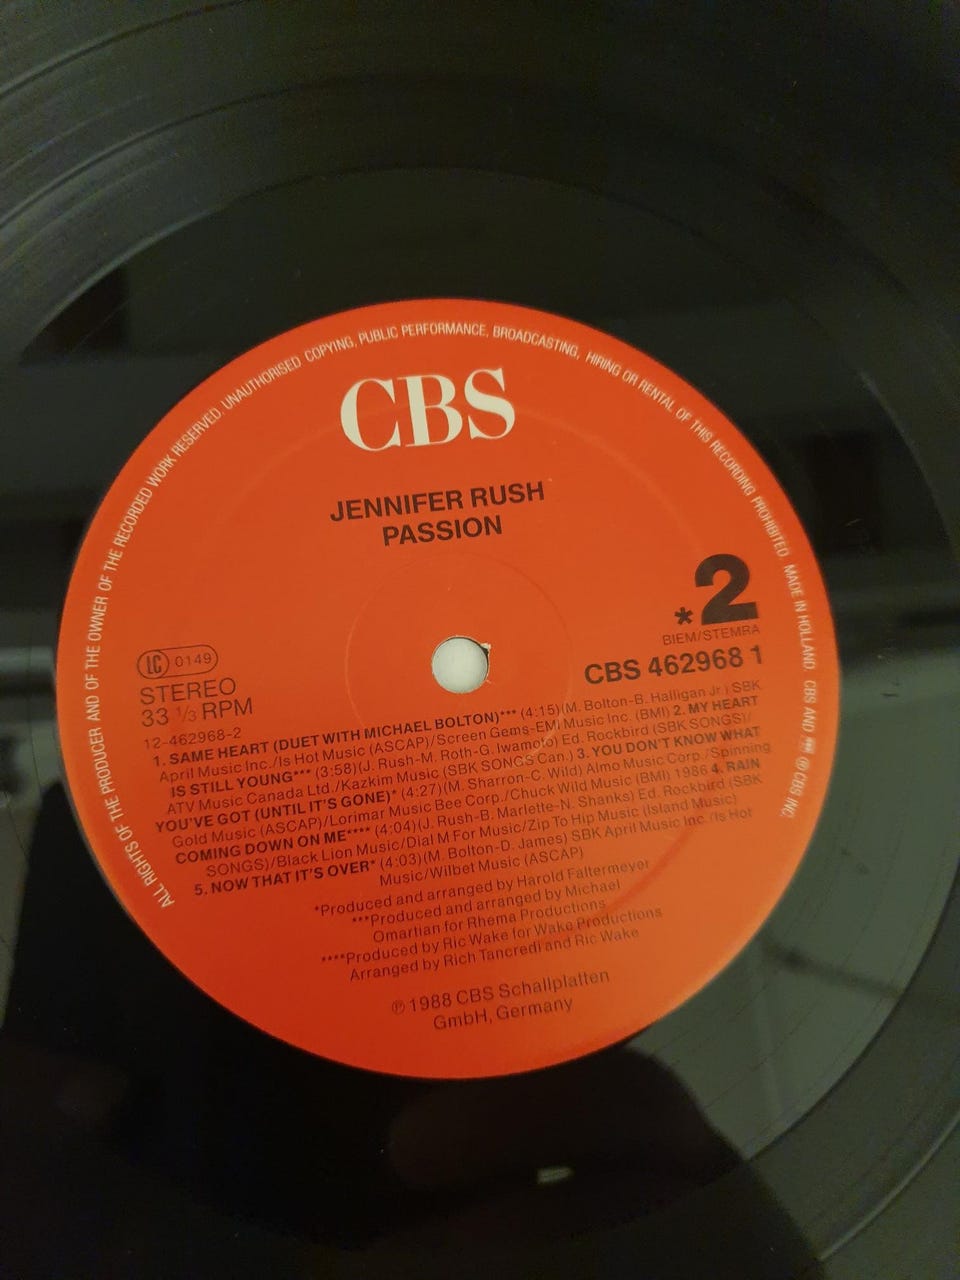 ALL RIGHTS OF THE PRODUCER AND OF THE OWNER OF THE RECORDED WORK RESERVED. UNAUTHORISED COPYING, PUBLIC PERFORMANCE, BROADCASTING, HIRING OR RENTAL OF THIS RECORDING PROHIBITED MADE IN HOLLAND. CBS AND ℗ © CBS INC.
CBS
JENNIFER RUSH
PASSION
*2
BIEM/STEMRA
CBS 462968 1
LC 0149
STEREO
33 1/3 RPM
12-462968-2
1. SAME HEART (DUET WITH MICHAEL BOLTON)*** (4:15)(M. Bolton-B. Halligan Jr.) SBK
April Music Inc./Is Hot Music (ASCAP)/Screen Gems-EMI Music Inc. (BMI) 2. MY HEART
IS STILL YOUNG*** (3:58)(J. Rush-M. Roth-G. Iwamoto) Ed. Rockbird (SBK SONGS)/
ATV Music Canada Ltd./Kazkim Music (SBK SONGS Can.) 3. YOU DON'T KNOW WHAT
YOU'VE GOT (UNTIL IT'S GONE)* (4:27)(M. Sharron-C. Wild) Almo Music Corp./Spinning
Gold Music (ASCAP)/Lorimar Music Bee Corp./Chuck Wild Music (BMI) 1986 4. RAIN
COMING DOWN ON ME**** (4:04)(J. Rush-B. Marlette-N. Shanks) Ed. Rockbird (SBK
SONGS)/Black Lion Music/Dial M For Music/Zip To Hip Music (Island Music)
5. NOW THAT IT'S OVER* (4:03)(M. Bolton-D. James) SBK April Music Inc./Is Hot
Music/Wilbet Music (ASCAP)
*Produced and arranged by Harold Faltermeyer
***Produced and arranged by Michael
Omartian for Rhema Productions
****Produced by Ric Wake for Wake Productions
Arranged by Rich Tancredi and Ric Wake
℗ 1988 CBS Schallplatten
GmbH, Germany